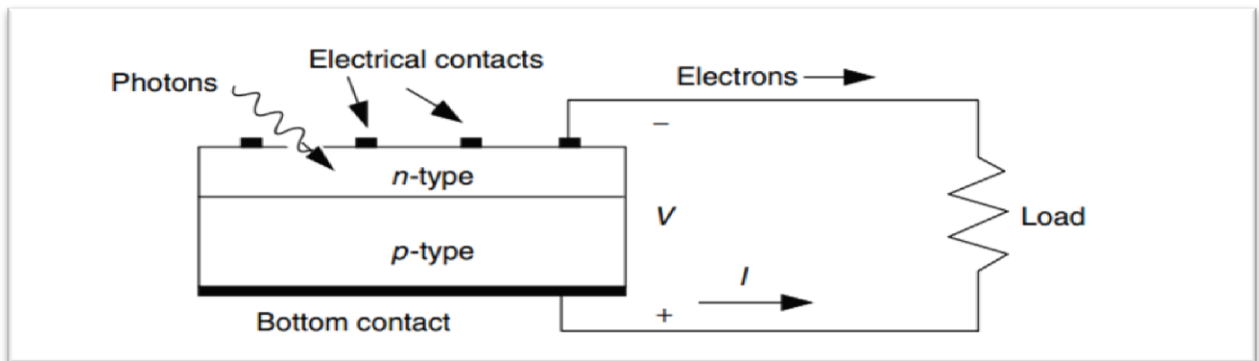 Electrical contacts
Photons
Electrons
−
n-type
V
Load
p-type
I
+
Bottom contact